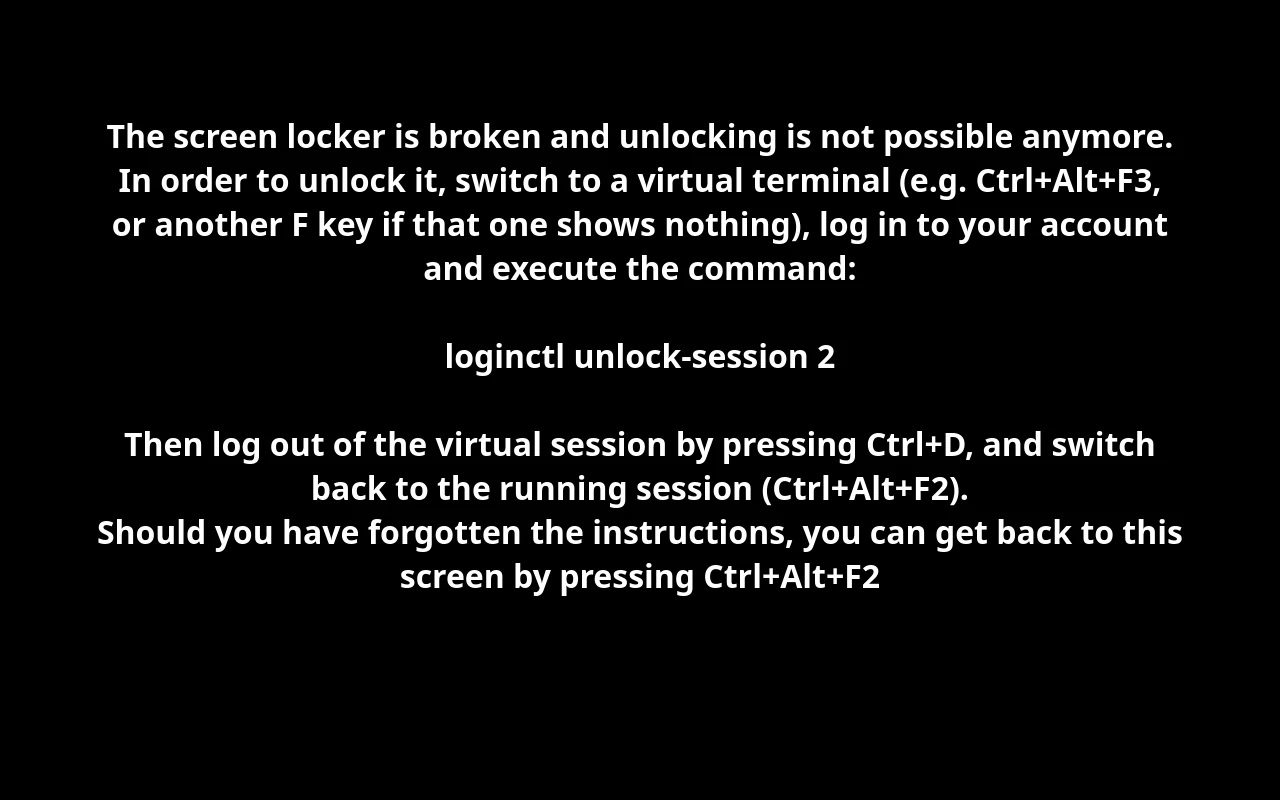 The screen locker is broken and unlocking is not possible anymore.
In order to unlock it, switch to a virtual terminal (e.g. Ctrl+Alt+F3,
or another F key if that one shows nothing), log in to your account
and execute the command:
loginctl unlock-session 2
Then log out of the virtual session by pressing Ctrl+D, and switch
back to the running session (Ctrl+Alt+F2).
Should you have forgotten the instructions, you can get back to this
screen by pressing Ctrl+Alt+F2